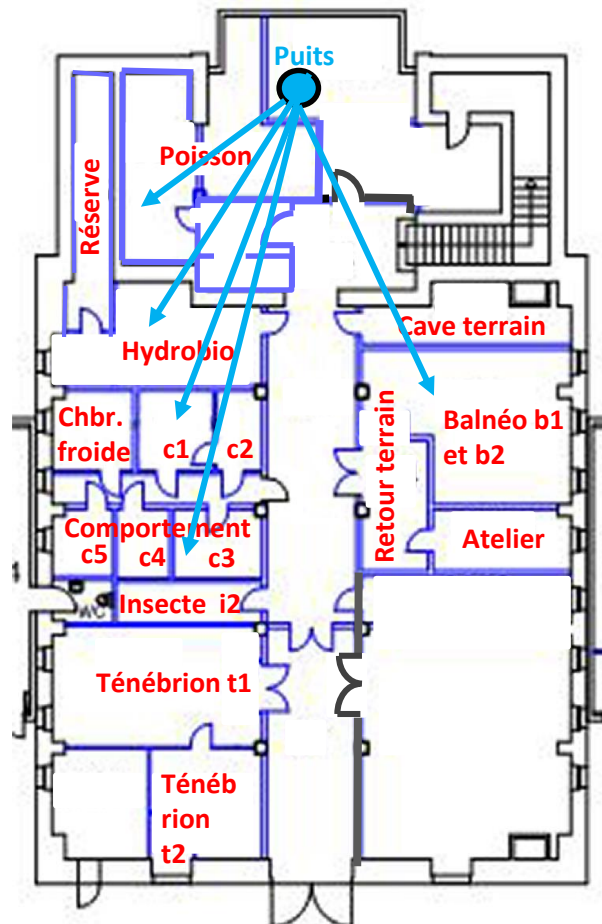 Puits
Poisson
Réserve
Cave terrain
Hydrobio
Chbr.
froide
c1
c2
Balnéo b1
et b2
Retour terrain
Comportement
c5
c4
c3
Atelier
WC
Insecte i2
Ténébrion t1
Ténéb
rion
t2